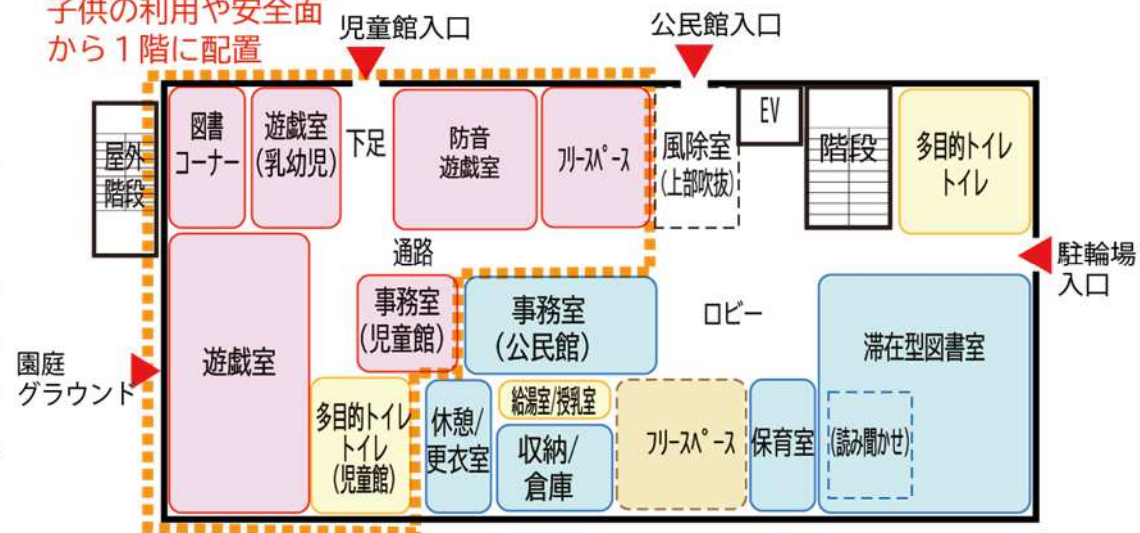 子供の利用や安全面
から１階に配置
児童館入口
公民館入口
屋外
階段
図書
コーナー
遊戯室
(乳幼児)
下足
防音
遊戯室
フリースペース
風除室
(上部吹抜)
EV
階段
多目的トイレ
トイレ
通路
駐輪場
入口
事務室
(児童館)
事務室
(公民館)
ロビー
滞在型図書室
園庭
グラウンド
遊戯室
多目的トイレ
トイレ
(児童館)
休憩/
更衣室
給湯室/授乳室
収納/
倉庫
フリースペース
保育室
(読み聞かせ)